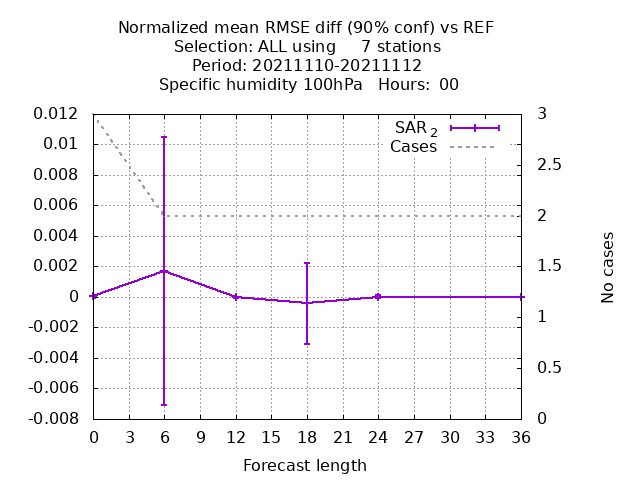 Normalized mean RMSE diff (90% conf) vs REF
Selection: ALL using 7 stations
Period: 20211110-20211112
Specific humidity 100hPa Hours: 00
SAR 2
Cases
0.012
0.01
0.008
0.006
0.004
0.002
0
-0.002
-0.004
-0.006
-0.008
3
2.5
2
1.5
1
0.5
0
No cases
0 3 6 9 12 15 18 21 24 27 30 33 36
Forecast length